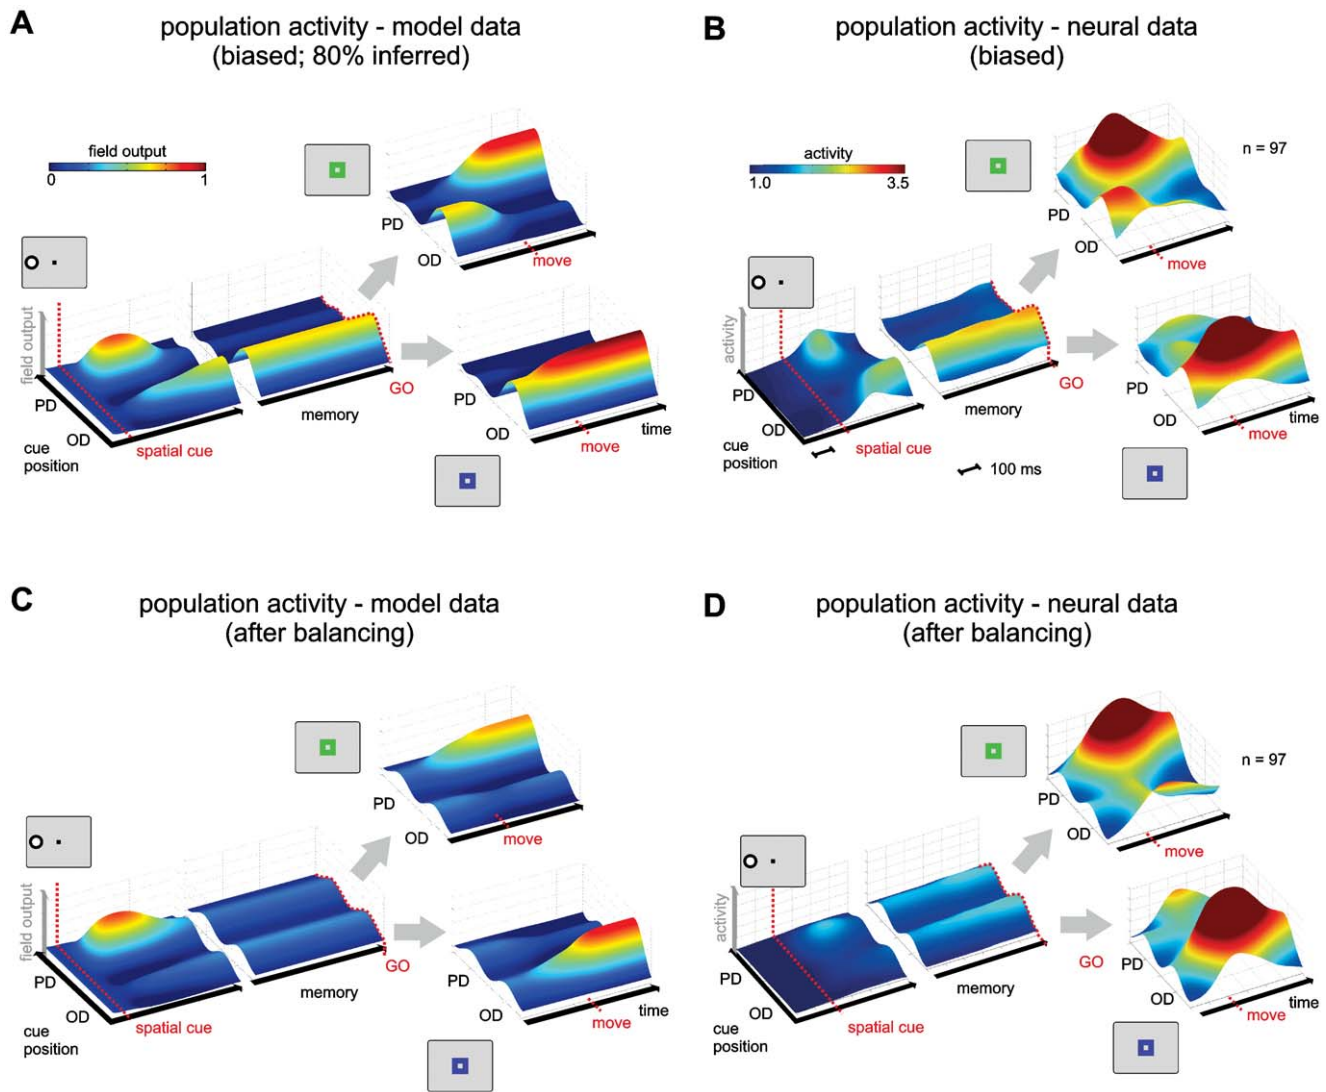 A
population activity - model data
(biased; 80% inferred)
field output
0 1
PD
OD
move
field output
PD
OD
cue
position
spatial cue
memory
GO
PD
OD
move
time
B
population activity - neural data
(biased)
activity
1.0 3.5
n = 97
PD
OD
move
activity
PD
OD
cue
position
spatial cue
memory
GO
100 ms
PD
OD
move
time
C
population activity - model data
(after balancing)
PD
OD
move
field output
PD
OD
cue
position
spatial cue
memory
GO
PD
OD
move
time
D
population activity - neural data
(after balancing)
n = 97
PD
OD
move
activity
PD
OD
cue
position
spatial cue
memory
GO
PD
OD
move
time